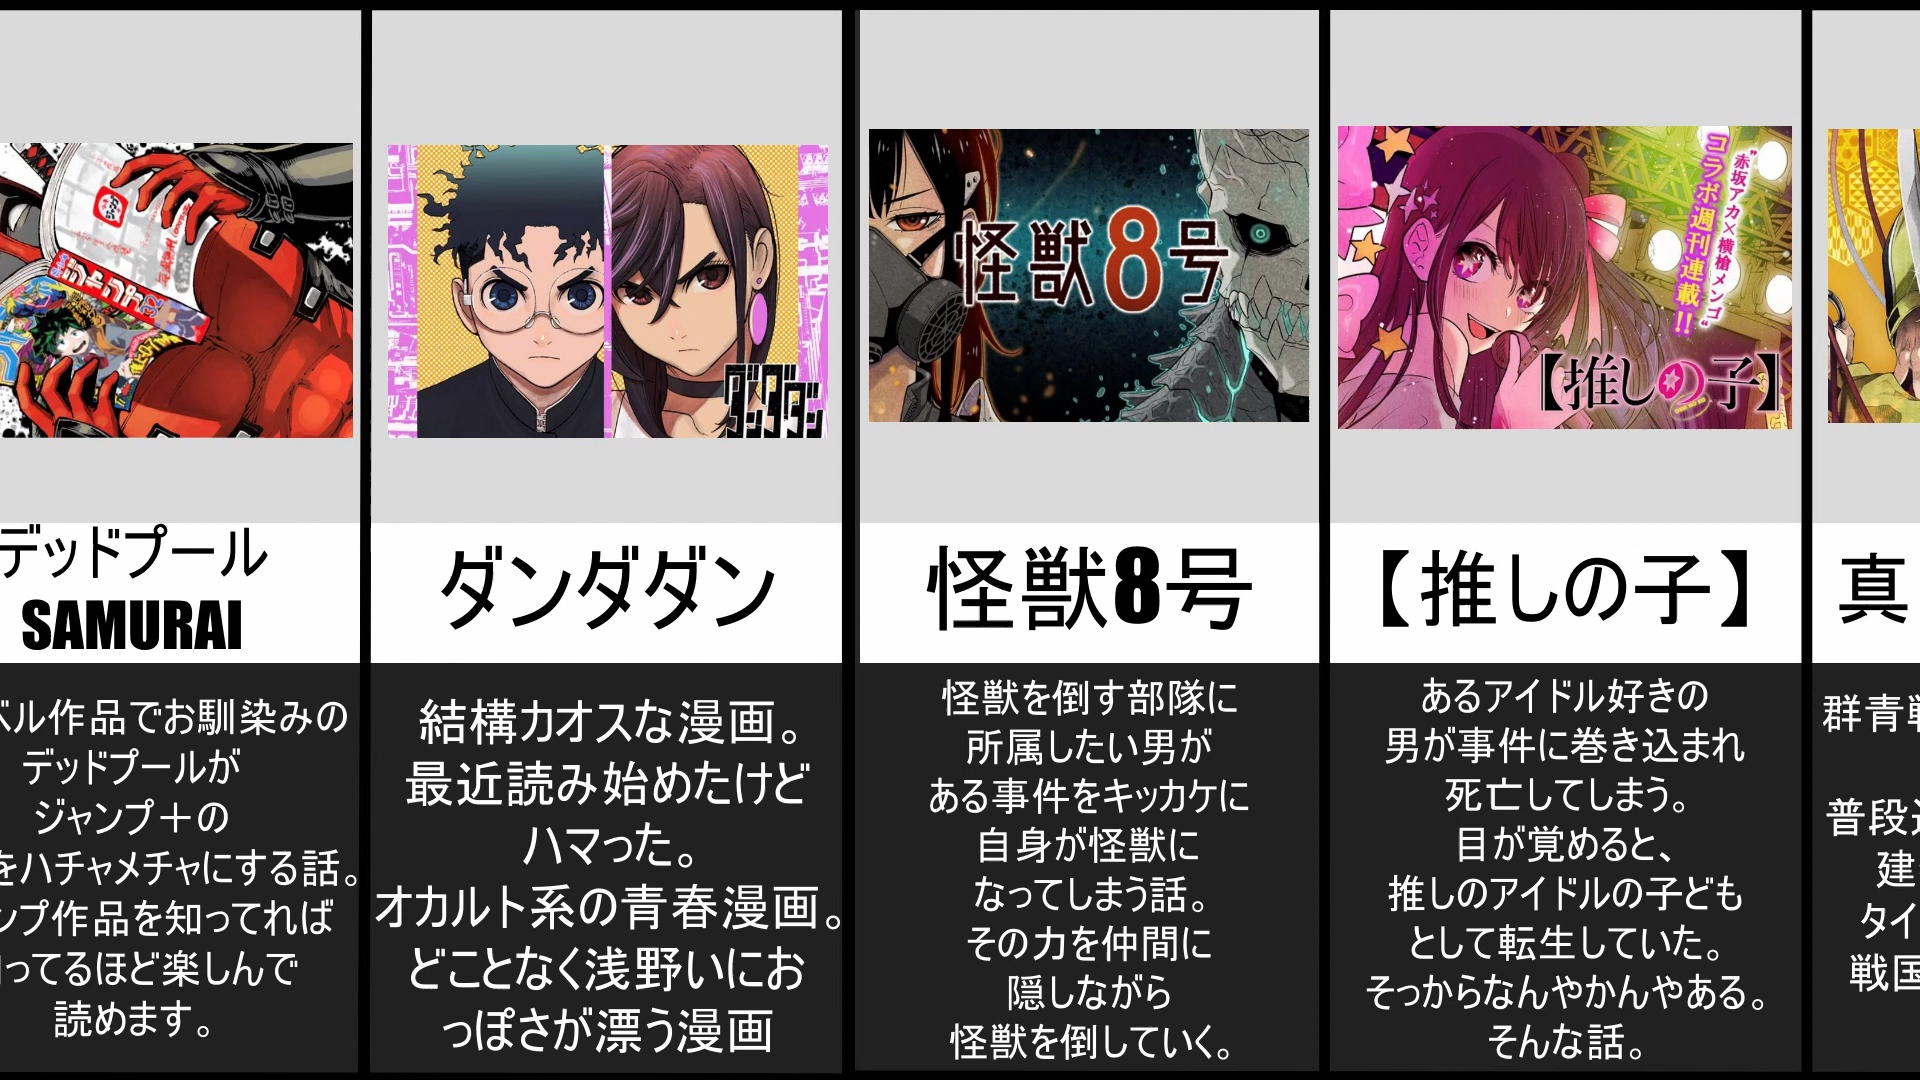 ジャンプ
32
デッドプール
SAMURAI
ベル作品でお馴染みの
デッドプールが
ジャンプ＋の
をハチャメチャにする話。
ンプ作品を知ってれば
ってるほど楽しんで
読めます。
ダンダダン
ダンダダン
結構カオスな漫画。
最近読み始めたけど
ハマった。
オカルト系の青春漫画。
どことなく浅野いにお
っぽさが漂う漫画
怪獣8号
怪獣8号
怪獣を倒す部隊に
所属したい男が
ある事件をキッカケに
自身が怪獣に
なってしまう話。
その力を仲間に
隠しながら
怪獣を倒していく。
"赤坂アカ×横槍メンゴ"
コラボ週刊連載!!
【推しの子】
【推しの子】
あるアイドル好きの
男が事件に巻き込まれ
死亡してしまう。
目が覚めると、
推しのアイドルの子ども
として転生していた。
そっからなんやかんやある。
そんな話。
真
群青戦
普段
建
タイ
戦国